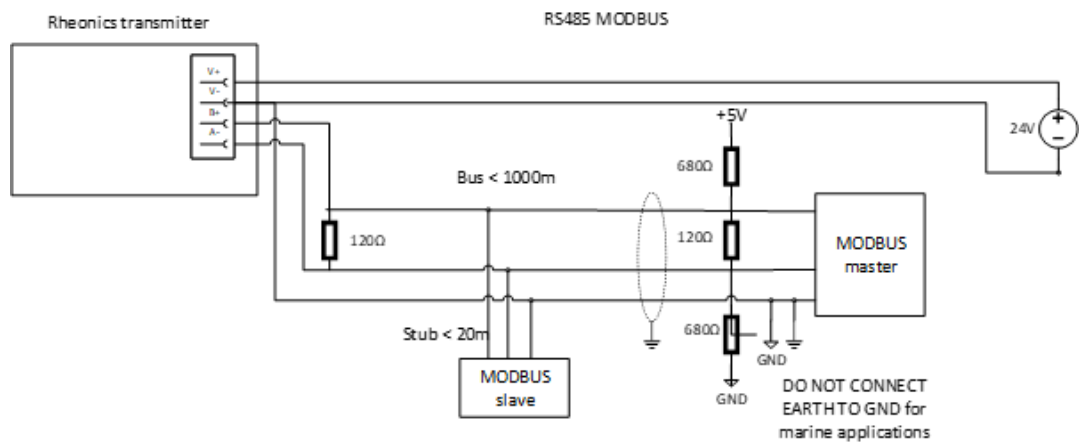 Rheonics transmitter
RS485 MODBUS
V+
V-
B+
A-
+5V
24V
680Ω
Bus < 1000m
120Ω
120Ω
MODBUS
master
680Ω
Stub < 20m
GND
MODBUS
slave
GND
DO NOT CONNECT
EARTH TO GND for
marine applications